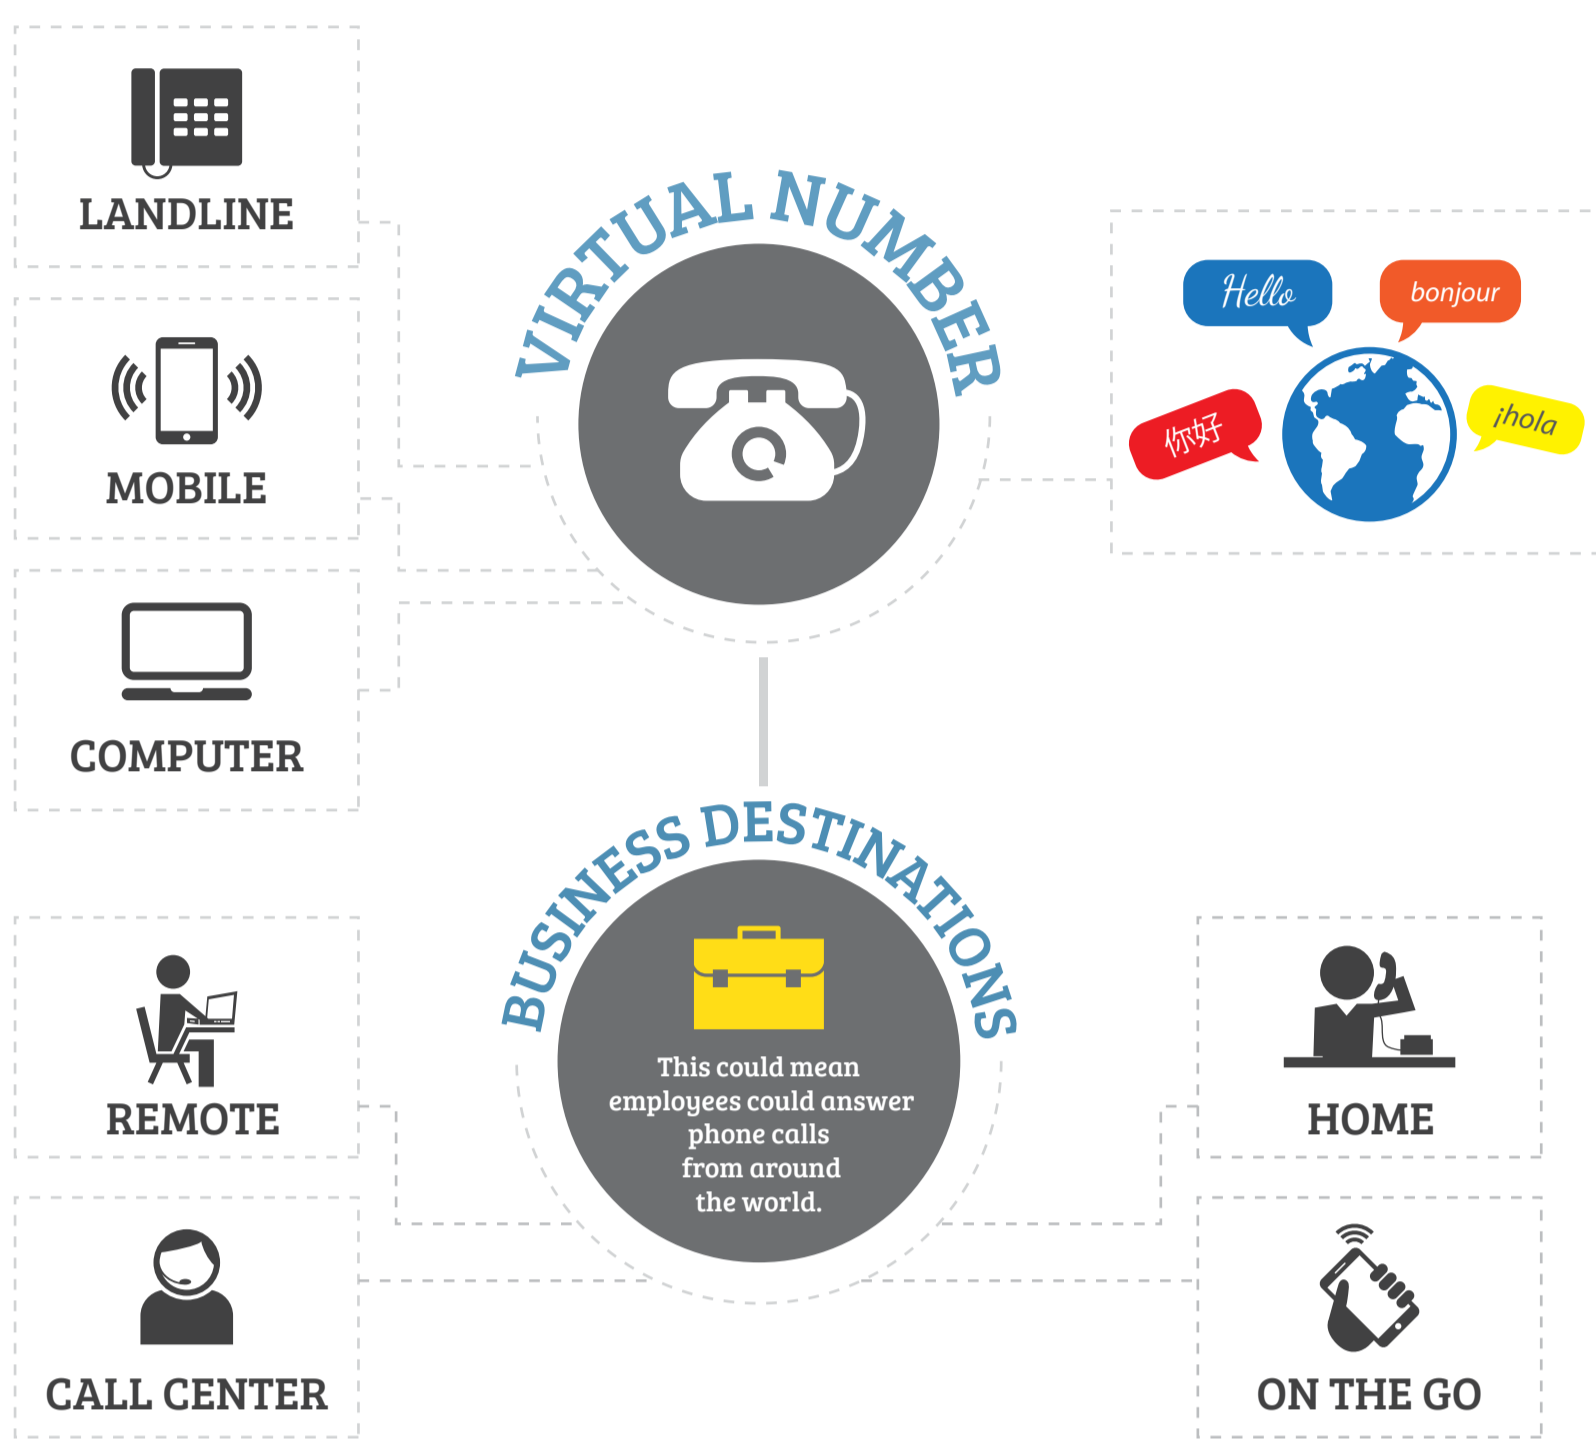 LANDLINE
MOBILE
COMPUTER
VIRTUAL NUMBER
Hello
bonjour
你好
¡hola
BUSINESS DESTINATIONS
This could mean
employees could answer
phone calls
from around
the world.
REMOTE
CALL CENTER
HOME
ON THE GO